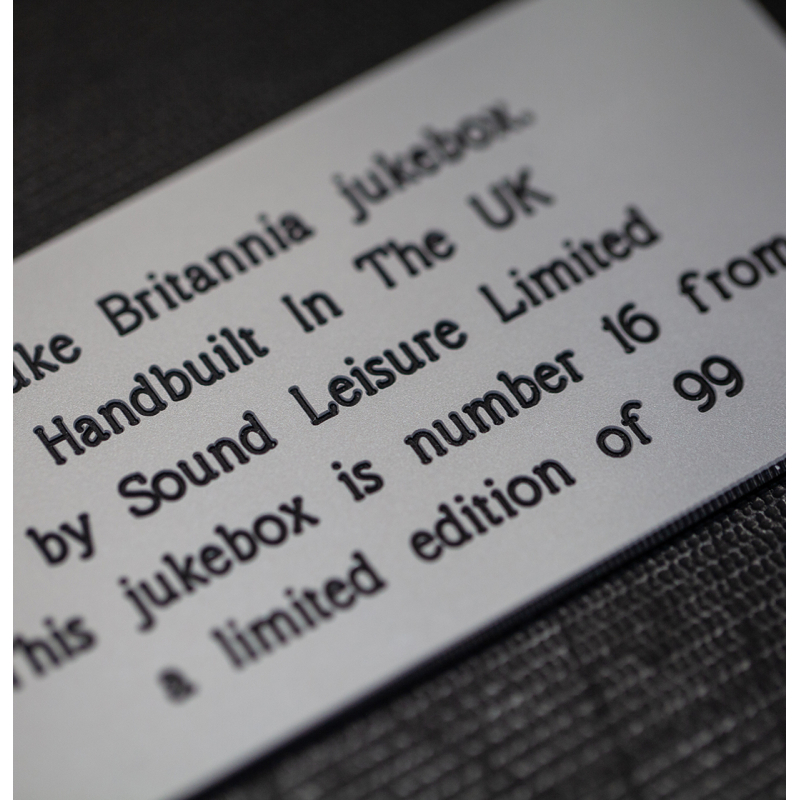 Britannia jukebox.
Handbuilt In The UK
by Sound Leisure Limited
This jukebox is number 16 from
a limited edition of 99